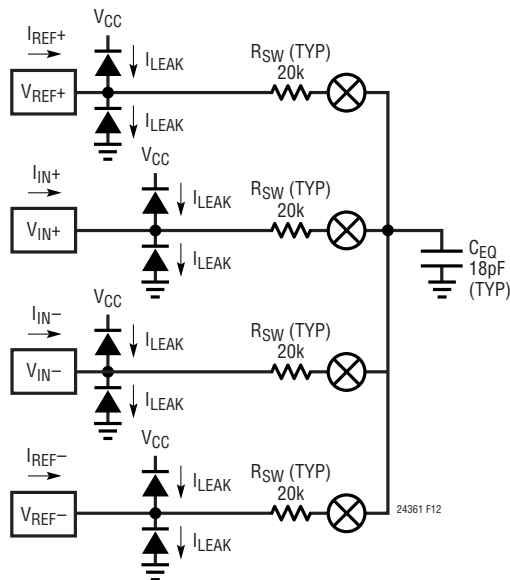 VCC
IREF+
ILEAK
RSW (TYP)
20k
VREF+
ILEAK
VCC
IIN+
ILEAK
RSW (TYP)
20k
VIN+
ILEAK
CEQ
18pF
(TYP)
VCC
IIN−
ILEAK
RSW (TYP)
20k
VIN−
ILEAK
VCC
IREF−
ILEAK
RSW (TYP)
20k
VREF−
24361 F12
ILEAK